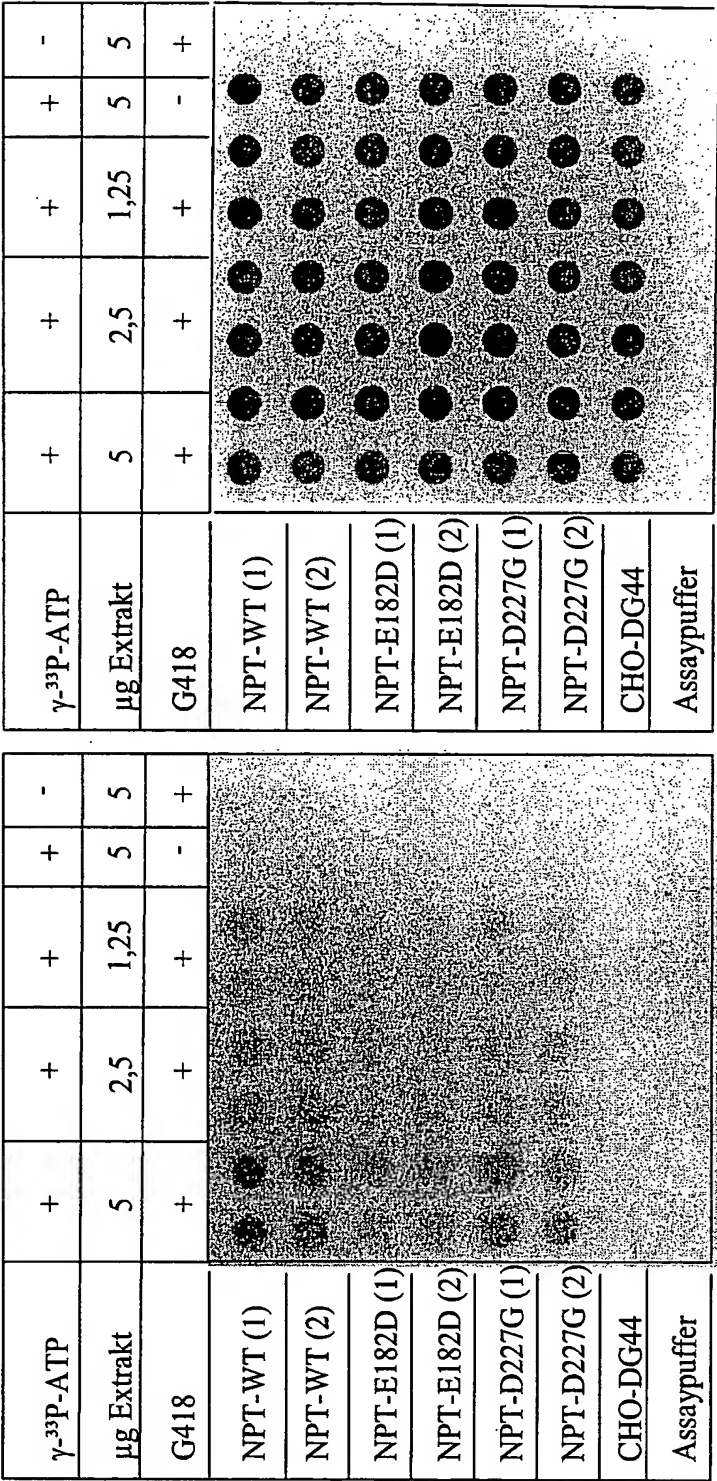 γ-³³P-ATP + + + + -
µg Extrakt 5 2,5 1,25 5 5
G418 + + + - +
NPT-WT (1)
NPT-WT (2)
NPT-E182D (1)
NPT-E182D (2)
NPT-D227G (1)
NPT-D227G (2)
CHO-DG44
Assaypuffer
γ-³³P-ATP + + + + -
µg Extrakt 5 2,5 1,25 5 5
G418 + + + - +
NPT-WT (1)
NPT-WT (2)
NPT-E182D (1)
NPT-E182D (2)
NPT-D227G (1)
NPT-D227G (2)
CHO-DG44
Assaypuffer